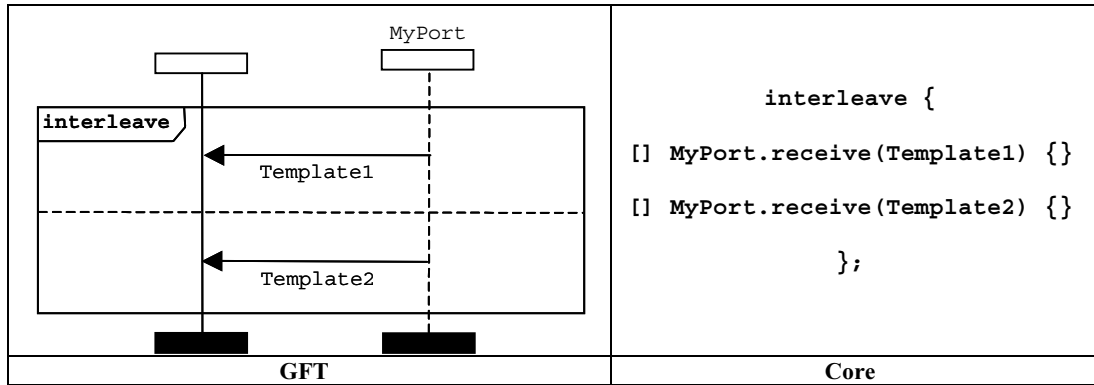 MyPort
interleave
Template1
Template2
interleave {
[] MyPort.receive(Template1) {}
[] MyPort.receive(Template2) {}
};
GFT
Core